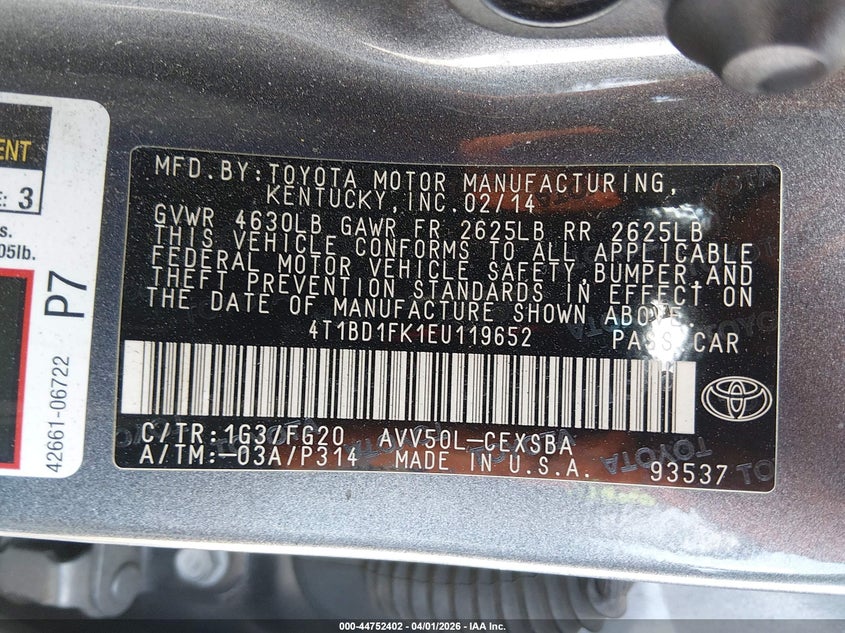 ENT
E: 3
s.
05lb.
P7
42661-06722
MFD.BY:TOYOTA MOTOR MANUFACTURING,
KENTUCKY,INC.02/14
GVWR 4630LB GAWR FR 2625LB RR 2625LB
THIS VEHICLE CONFORMS TO ALL APPLICABLE
FEDERAL MOTOR VEHICLE SAFETY,BUMPER,AND
THEFT PREVENTION STANDARDS IN EFFECT ON
THE DATE OF MANUFACTURE SHOWN ABOVE.
4T1BD1FK1EU119652 PASS CAR
C/TR:1G3/FG20 AVV50L-CEXSBA
A/TM:-03A/P314 MADE IN U.S.A. 93537
000-44752402 - 04/01/2026 - IAA Inc.